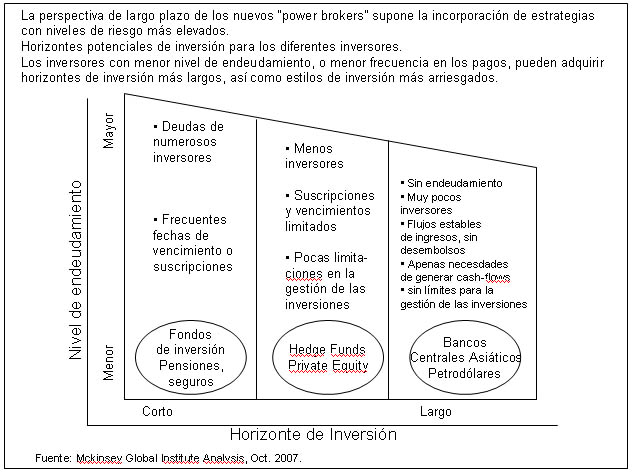 La perspectiva de largo plazo de los nuevos "power brokers" supone la incorporación de estrategias
con niveles de riesgo más elevados.
Horizontes potenciales de inversión para los diferentes inversores.
Los inversores con menor nivel de endeudamiento, o menor frecuencia en los pagos, pueden adquirir
horizontes de inversión más largos, así como estilos de inversión más arriesgados.
Nivel de endeudamiento
Mayor
Menor
▪ Deudas de
numerosos
inversores
▪ Frecuentes
fechas de
vencimiento o
suscripciones
Fondos
de inversión
Pensiones,
seguros
▪ Menos
inversores
▪ Suscripciones
y vencimientos
limitados
▪ Pocas limita-
ciones en la
gestión de las
inversiones
Hedge Funds
Private Equity
▪ Sin endeudamiento
▪ Muy pocos
inversores
▪ Flujos estables
de ingresos, sin
desembolsos
▪ Apenas necesdades
de generar cash-flows
▪ sin límites para la
gestión de las inversiones
Bancos
Centrales Asiáticos
Petrodólares
Corto
Largo
Horizonte de Inversión
Fuente: Mckinsey Global Institute Analysis, Oct. 2007.